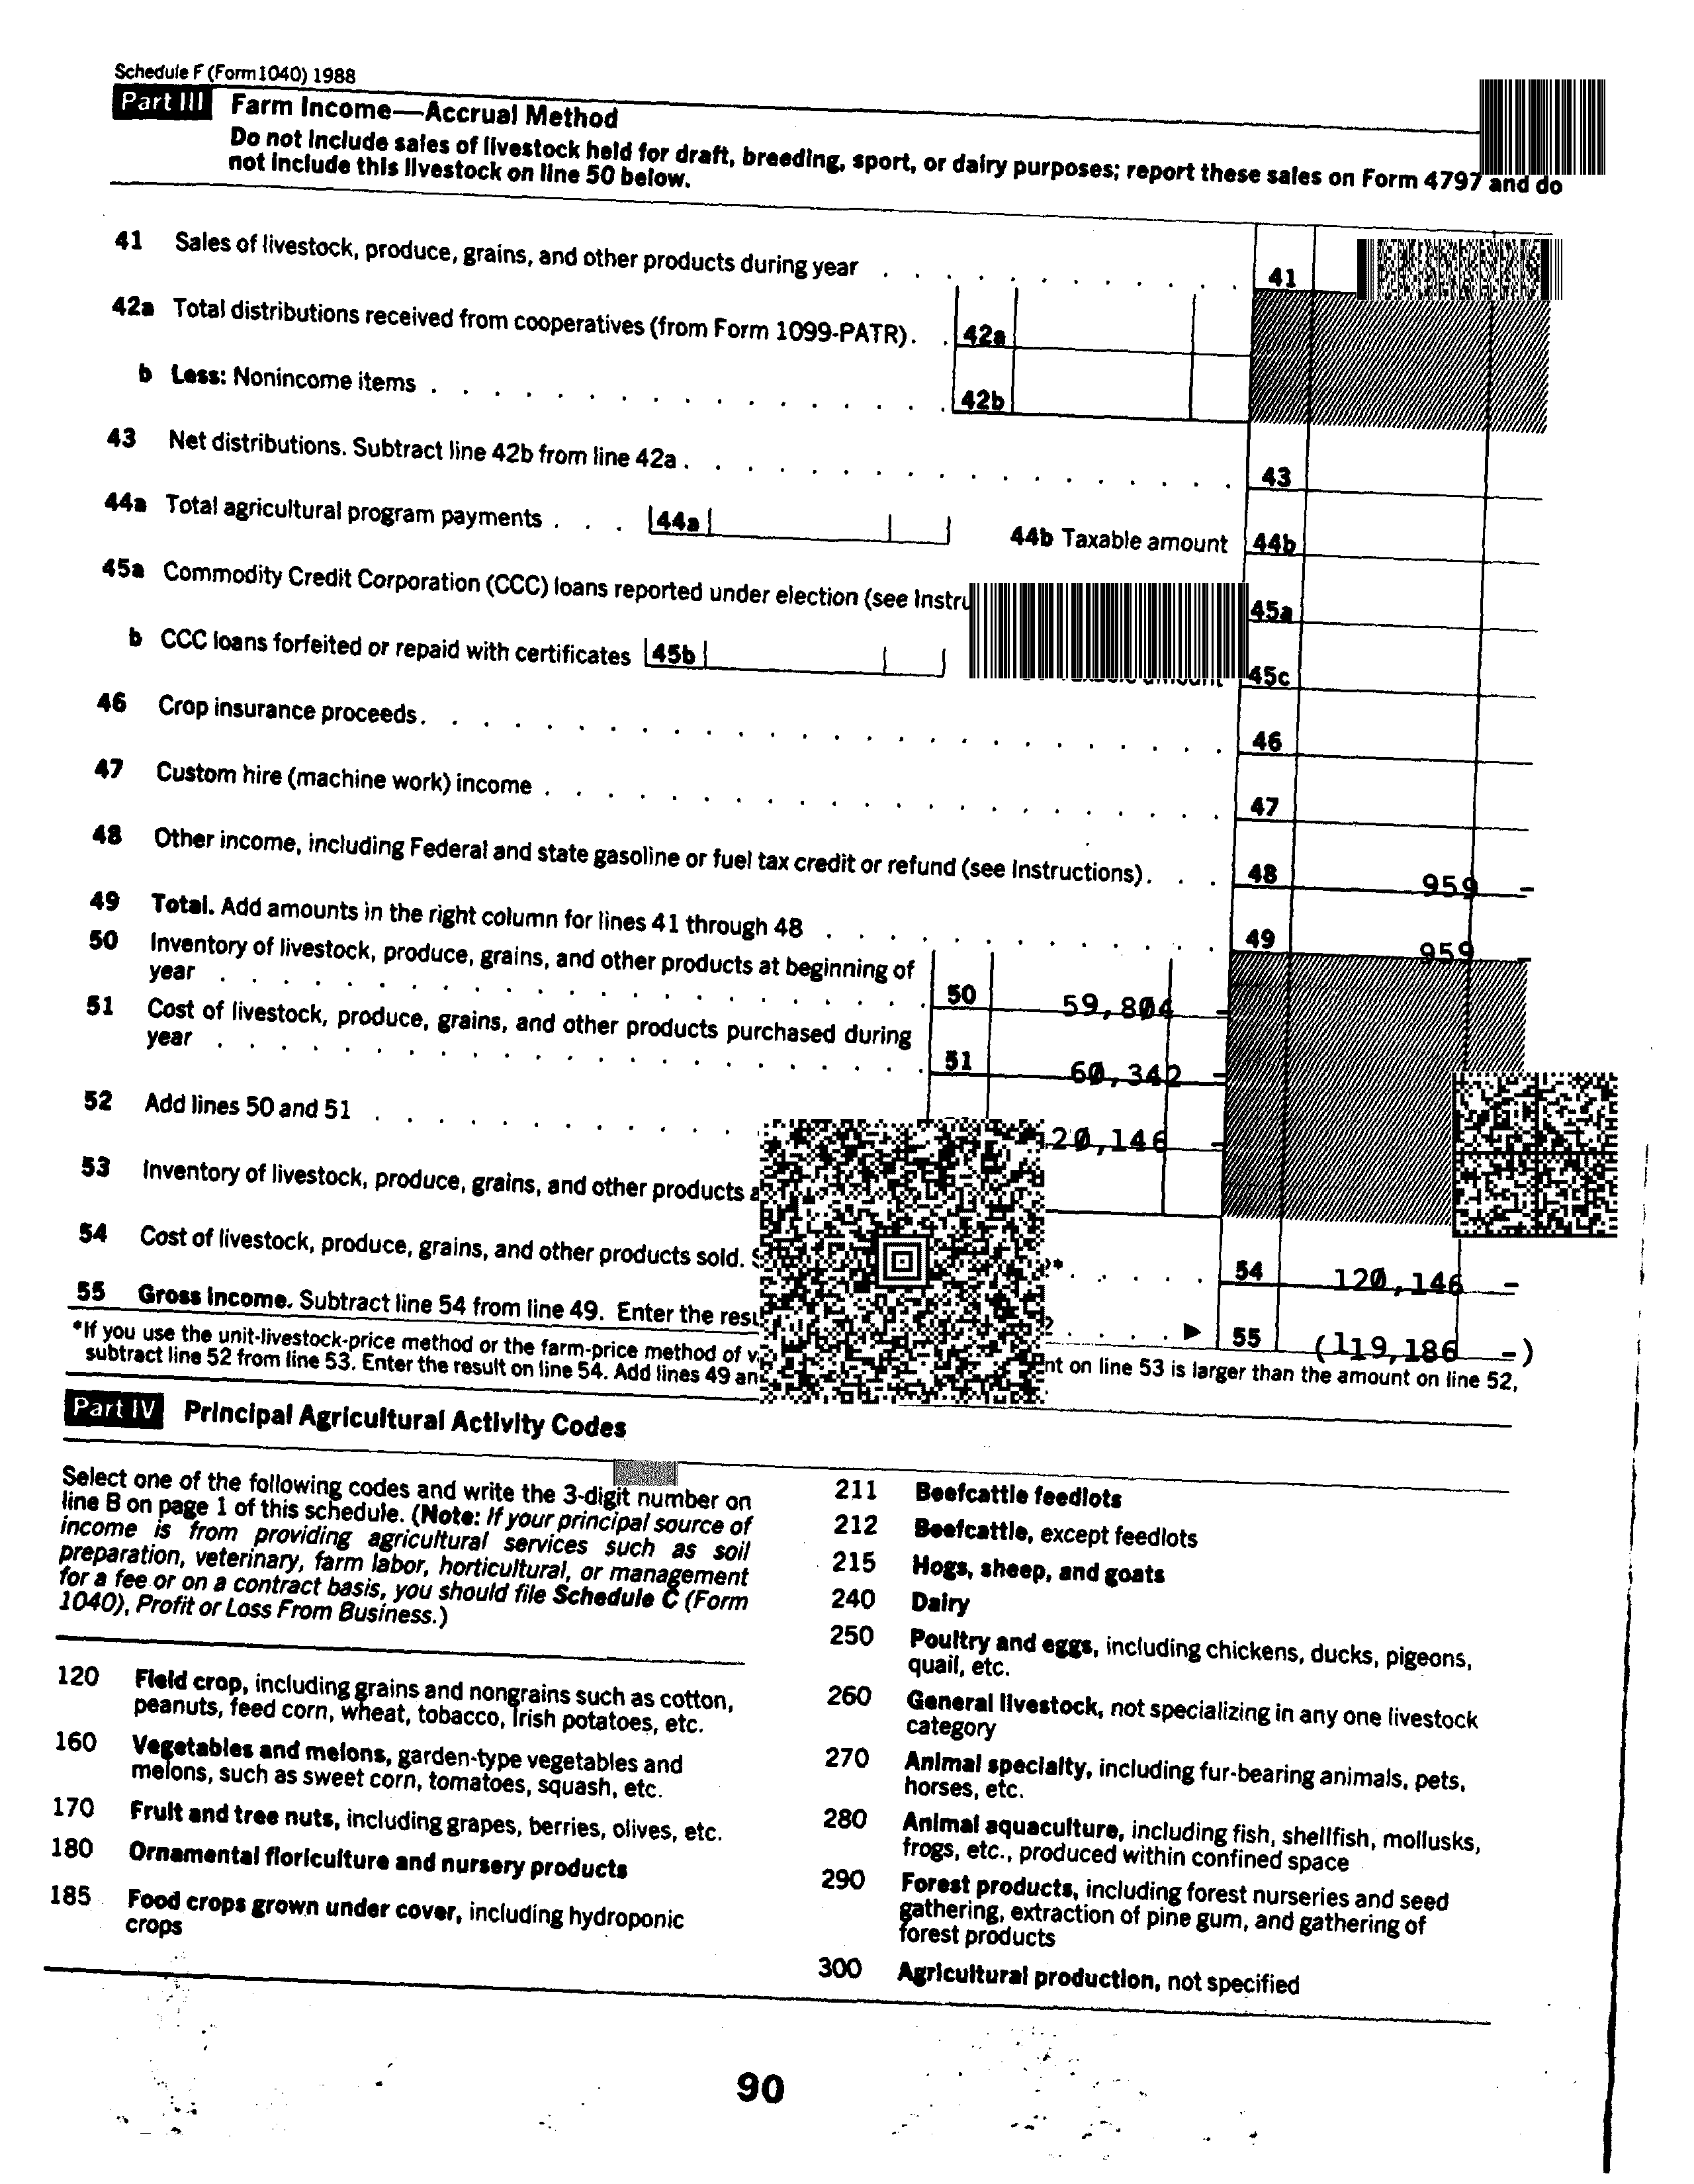 Schedule F (Form 1040) 1988
Part III Farm Income—Accrual Method
Do not include sales of livestock held for draft, breeding, sport, or dairy purposes; report these sales on Form 4797 and do
not include this livestock on line 50 below.
41 Sales of livestock, produce, grains, and other products during year . . . . . . . . . . . . 41
42a Total distributions received from cooperatives (from Form 1099-PATR) . . 42a
b Less: Nonincome items . . . . . . . . . . . . . . . . . 42b
43 Net distributions. Subtract line 42b from line 42a . . . . . . . . . . . . . . . . . . 43
44a Total agricultural program payments . . . 44a 44b Taxable amount 44b
45a Commodity Credit Corporation (CCC) loans reported under election (see Instru 45a
b CCC loans forfeited or repaid with certificates 45b 45c
46 Crop insurance proceeds . . . . . . . . . . . . . . . . . . . . . . . . . . 46
47 Custom hire (machine work) income . . . . . . . . . . . . . . . . . . . . . . 47
48 Other income, including Federal and state gasoline or fuel tax credit or refund (see Instructions) . . . 48 959 –
49 Total. Add amounts in the right column for lines 41 through 48 . . . . . . . . . . . . . 49 959 –
50 Inventory of livestock, produce, grains, and other products at beginning of
year . . . . . . . . . . . . . . . . . . . . . . . 50 59,804 –
51 Cost of livestock, produce, grains, and other products purchased during
year . . . . . . . . . . . . . . . . . . . . . . . 51 60,342 –
52 Add lines 50 and 51 . . . . . . . . . . . . . 20,146 –
53 Inventory of livestock, produce, grains, and other products
54 Cost of livestock, produce, grains, and other products sold. * . . . . . 54 120,146 –
55 Gross income. Subtract line 54 from line 49. Enter the resu . . . . ▶ 55 (119,186 –)
*If you use the unit-livestock-price method or the farm-price method of v nt on line 53 is larger than the amount on line 52,
subtract line 52 from line 53. Enter the result on line 54. Add lines 49 an
Part IV Principal Agricultural Activity Codes
Select one of the following codes and write the 3-digit number on
line B on page 1 of this schedule. (Note: If your principal source of
income is from providing agricultural services such as soil
preparation, veterinary, farm labor, horticultural, or management
for a fee or on a contract basis, you should file Schedule C (Form
1040), Profit or Loss From Business.)
120 Field crop, including grains and nongrains such as cotton,
peanuts, feed corn, wheat, tobacco, Irish potatoes, etc.
160 Vegetables and melons, garden-type vegetables and
melons, such as sweet corn, tomatoes, squash, etc.
170 Fruit and tree nuts, including grapes, berries, olives, etc.
180 Ornamental floriculture and nursery products
185 Food crops grown under cover, including hydroponic
crops
211 Beefcattle feedlots
212 Beefcattle, except feedlots
215 Hogs, sheep, and goats
240 Dairy
250 Poultry and eggs, including chickens, ducks, pigeons,
quail, etc.
260 General livestock, not specializing in any one livestock
category
270 Animal specialty, including fur-bearing animals, pets,
horses, etc.
280 Animal aquaculture, including fish, shellfish, mollusks,
frogs, etc., produced within confined space
290 Forest products, including forest nurseries and seed
gathering, extraction of pine gum, and gathering of
forest products
300 Agricultural production, not specified
90